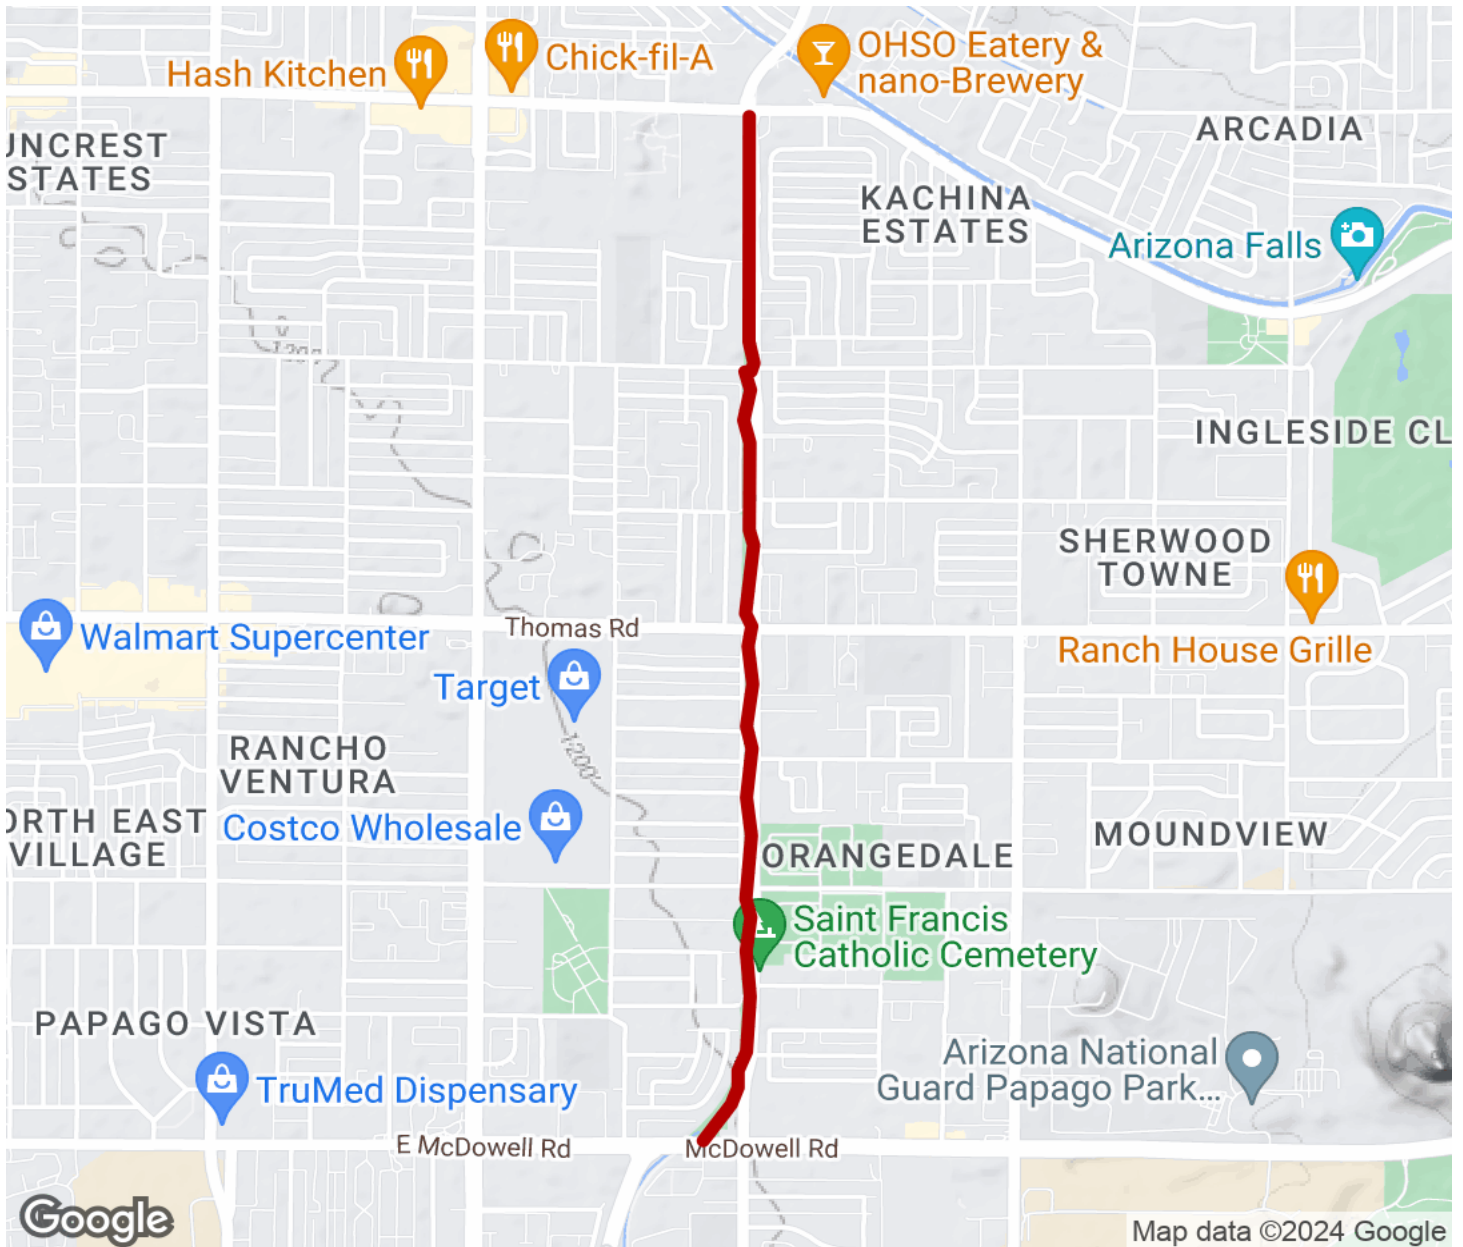 OHSO Eatery &
nano-Brewery
Chick-fil-A
Hash Kitchen
ARCADIA
UNCREST
STATES
KACHINA
ESTATES
Arizona Falls
1200
INGLESIDE CL
SHERWOOD
TOWNE
Thomas Rd
Walmart Supercenter
Ranch House Grille
Target
RANCHO
VENTURA
1200'
ORTH EAST
VILLAGE
Costco Wholesale
MOUNDVIEW
ORANGEDALE
Saint Francis
Catholic Cemetery
PAPAGO VISTA
Arizona National
Guard Papago Park...
TruMed Dispensary
E McDowell Rd
McDowell Rd
Google
Map data ©2024 Google